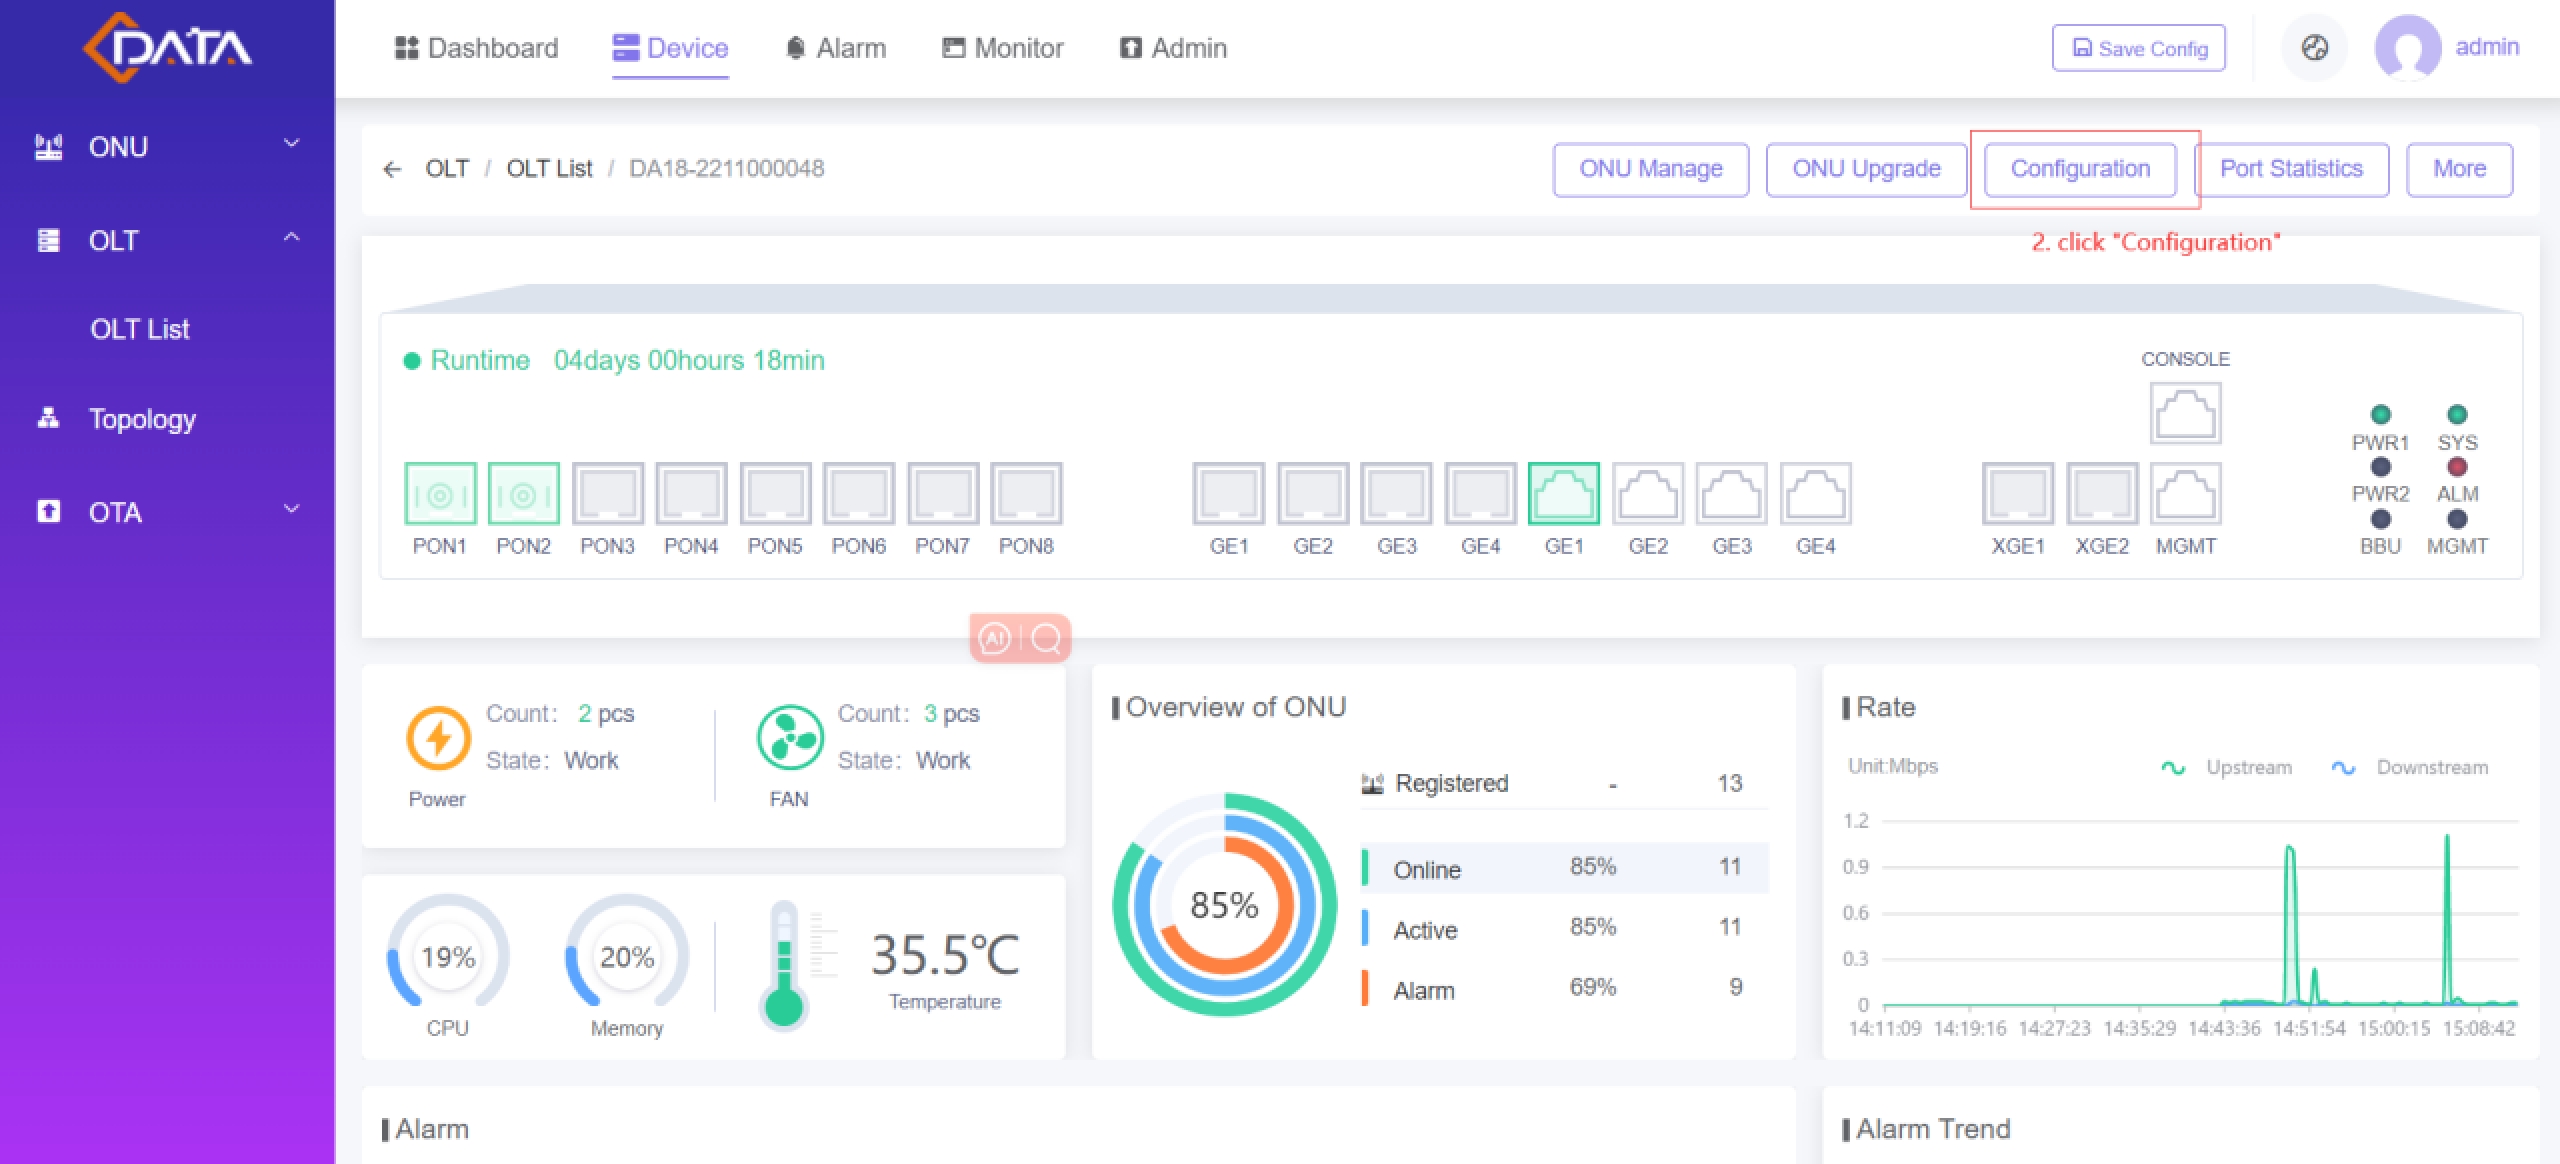 DATA
Dashboard
Device
Alarm
Monitor
Admin
Save Config
admin
ONU
OLT
OLT List
Topology
OTA
OLT / OLT List / DA18-2211000048
ONU Manage
ONU Upgrade
Configuration
Port Statistics
More
2. click "Configuration"
Runtime 04days 00hours 18min
CONSOLE
PWR1 SYS
PWR2 ALM
PON1 PON2 PON3 PON4 PON5 PON6 PON7 PON8 GE1 GE2 GE3 GE4 GE1 GE2 GE3 GE4 XGE1 XGE2 MGMT BBU MGMT
AI
Count: 2 pcs
State: Work
Power
Count: 3 pcs
State: Work
FAN
19%
CPU
20%
Memory
35.5℃
Temperature
Overview of ONU
85%
Registered - 13
Online 85% 11
Active 85% 11
Alarm 69% 9
Rate
Unit:Mbps
Upstream
Downstream
1.2
0.9
0.6
0.3
0
14:11:09 14:19:16 14:27:23 14:35:29 14:43:36 14:51:54 15:00:15 15:08:42
Alarm
Alarm Trend